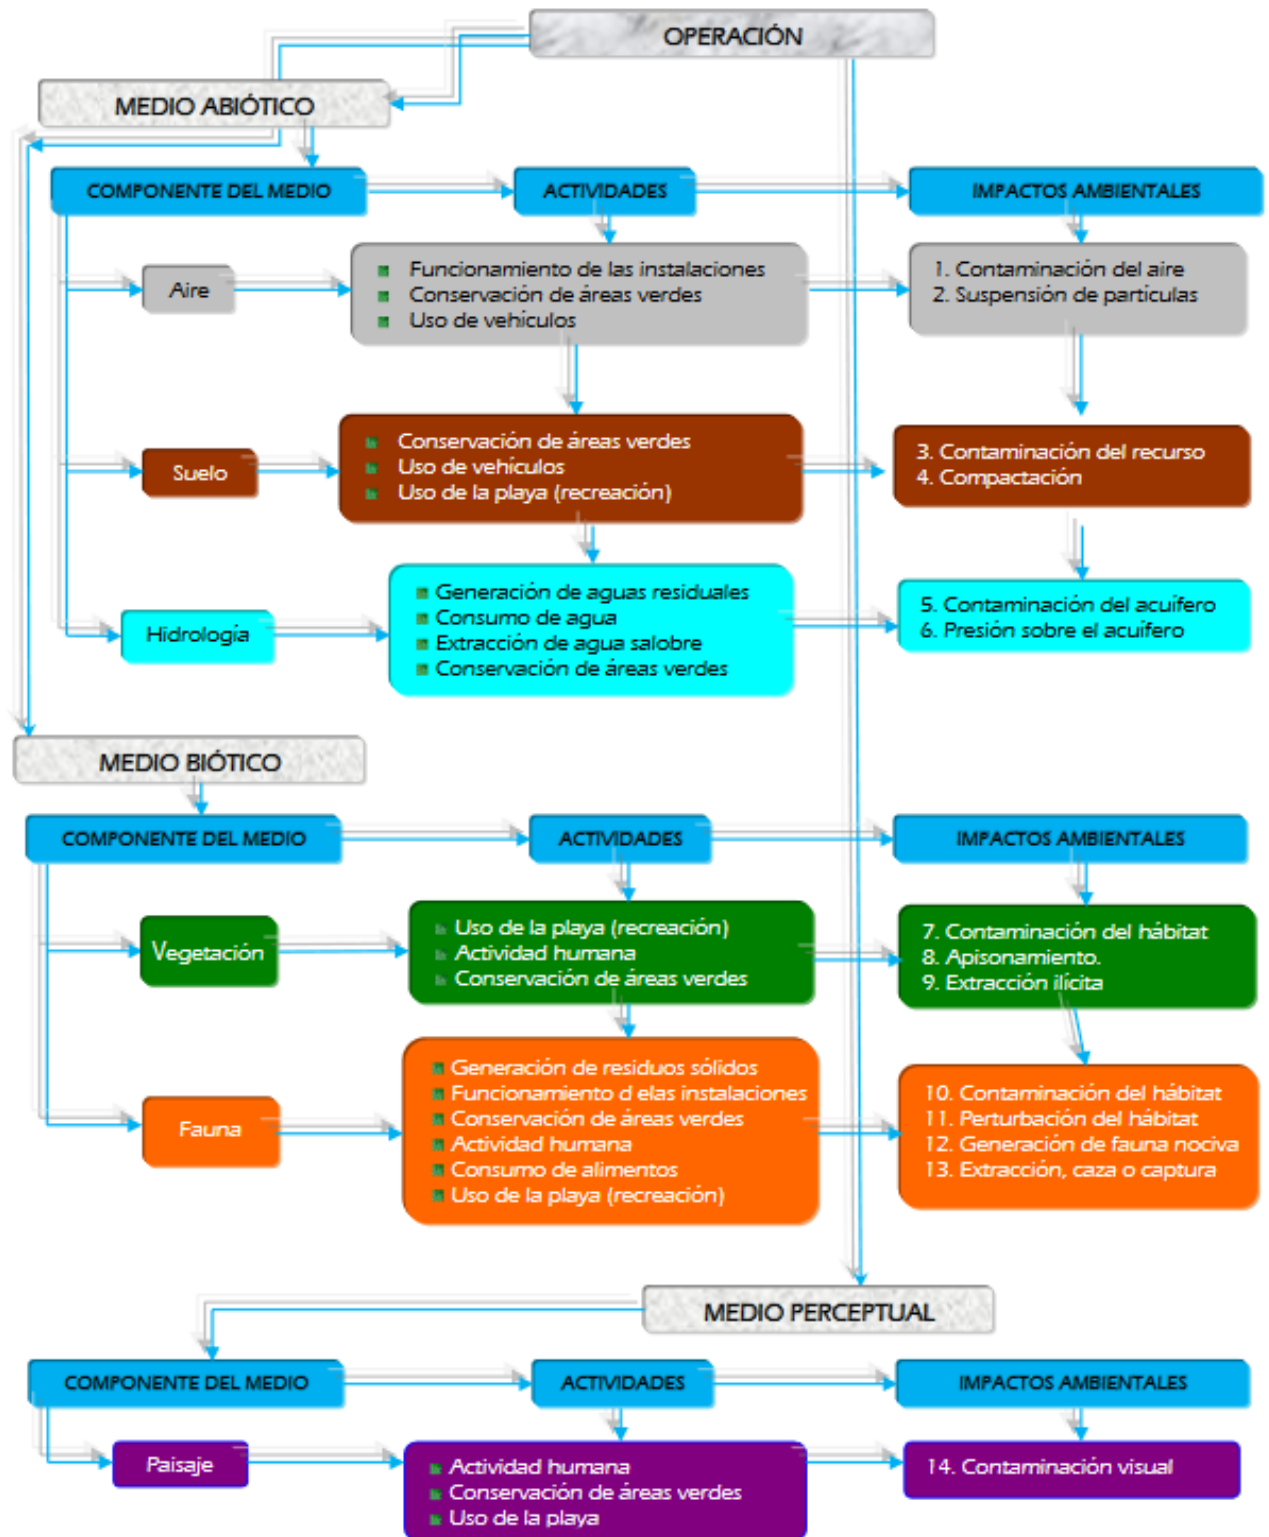 OPERACIÓN
MEDIO ABIÓTICO
COMPONENTE DEL MEDIO
ACTIVIDADES
IMPACTOS AMBIENTALES
Aire
Funcionamiento de las instalaciones
Conservación de áreas verdes
Uso de vehículos
1. Contaminación del aire
2. Suspensión de partículas
Suelo
Conservación de áreas verdes
Uso de vehículos
Uso de la playa (recreación)
3. Contaminación del recurso
4. Compactación
Hidrología
Generación de aguas residuales
Consumo de agua
Extracción de agua salobre
Conservación de áreas verdes
5. Contaminación del acuífero
6. Presión sobre el acuífero
MEDIO BIÓTICO
COMPONENTE DEL MEDIO
ACTIVIDADES
IMPACTOS AMBIENTALES
Vegetación
Uso de la playa (recreación)
Actividad humana
Conservación de áreas verdes
7. Contaminación del hábitat
8. Apisonamiento.
9. Extracción ilícita
Fauna
Generación de residuos sólidos
Funcionamiento d elas instalaciones
Conservación de áreas verdes
Actividad humana
Consumo de alimentos
Uso de la playa (recreación)
10. Contaminación del hábitat
11. Perturbación del hábitat
12. Generación de fauna nociva
13. Extracción, caza o captura
MEDIO PERCEPTUAL
COMPONENTE DEL MEDIO
ACTIVIDADES
IMPACTOS AMBIENTALES
Paisaje
Actividad humana
Conservación de áreas verdes
Uso de la playa
14. Contaminación visual